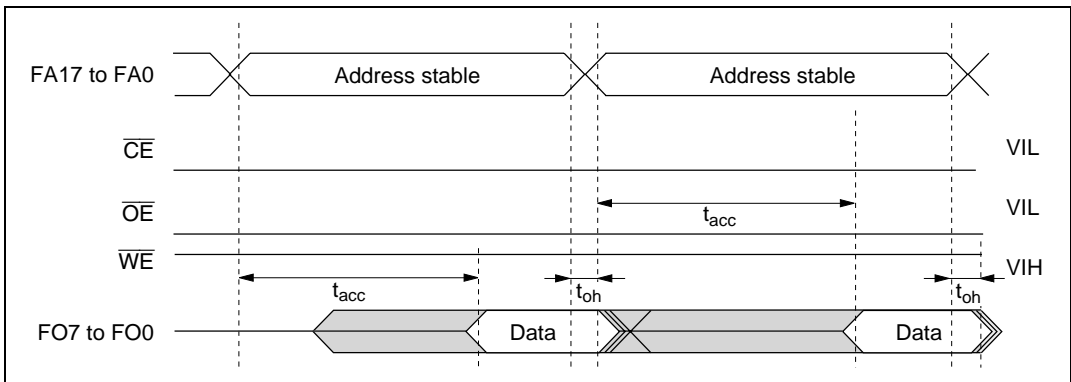 FA17 to FA0
Address stable
Address stable
CE
VIL
OE
tacc
VIL
WE
VIH
tacc
toh
toh
FO7 to FO0
Data
Data